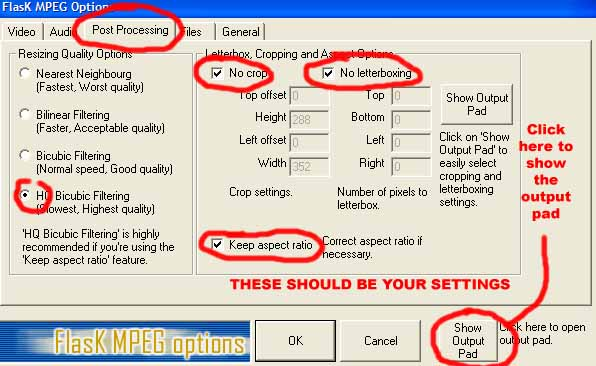 FlasK MPEG Option
Video
Audio
Post Processing
Files
General
Resizing Quality Options
Nearest Neighbourg
(Fastest, Worst quality)
Bilinear Filtering
(Faster, Acceptable quality)
Bicubic Filtering
(Normal speed, Good quality)
HQ Bicubic Filtering
(Slowest, Highest quality)
'HQ Bicubic Filtering' is highly
recommended if you're using the
'Keep aspect ratio' feature.
Letterbox, Cropping and Aspect Options
No crop
No letterboxing
Top offset 0
Height 288
Left offset 0
Width 352
Crop settings.
Top 0
Bottom 0
Left 0
Right 0
Number of pixels to
letterbox.
Show Output
Pad
Click on 'Show
Output Pad' to
easily select
cropping and
letterboxing
settings.
Keep aspect ratio
Correct aspect ratio if
necessary.
THESE SHOULD BE YOUR SETTINGS
Click
here to
show
the
output
pad
FlasK MPEG options
OK
Cancel
Show
Output
Pad
Click here to open
output pad.